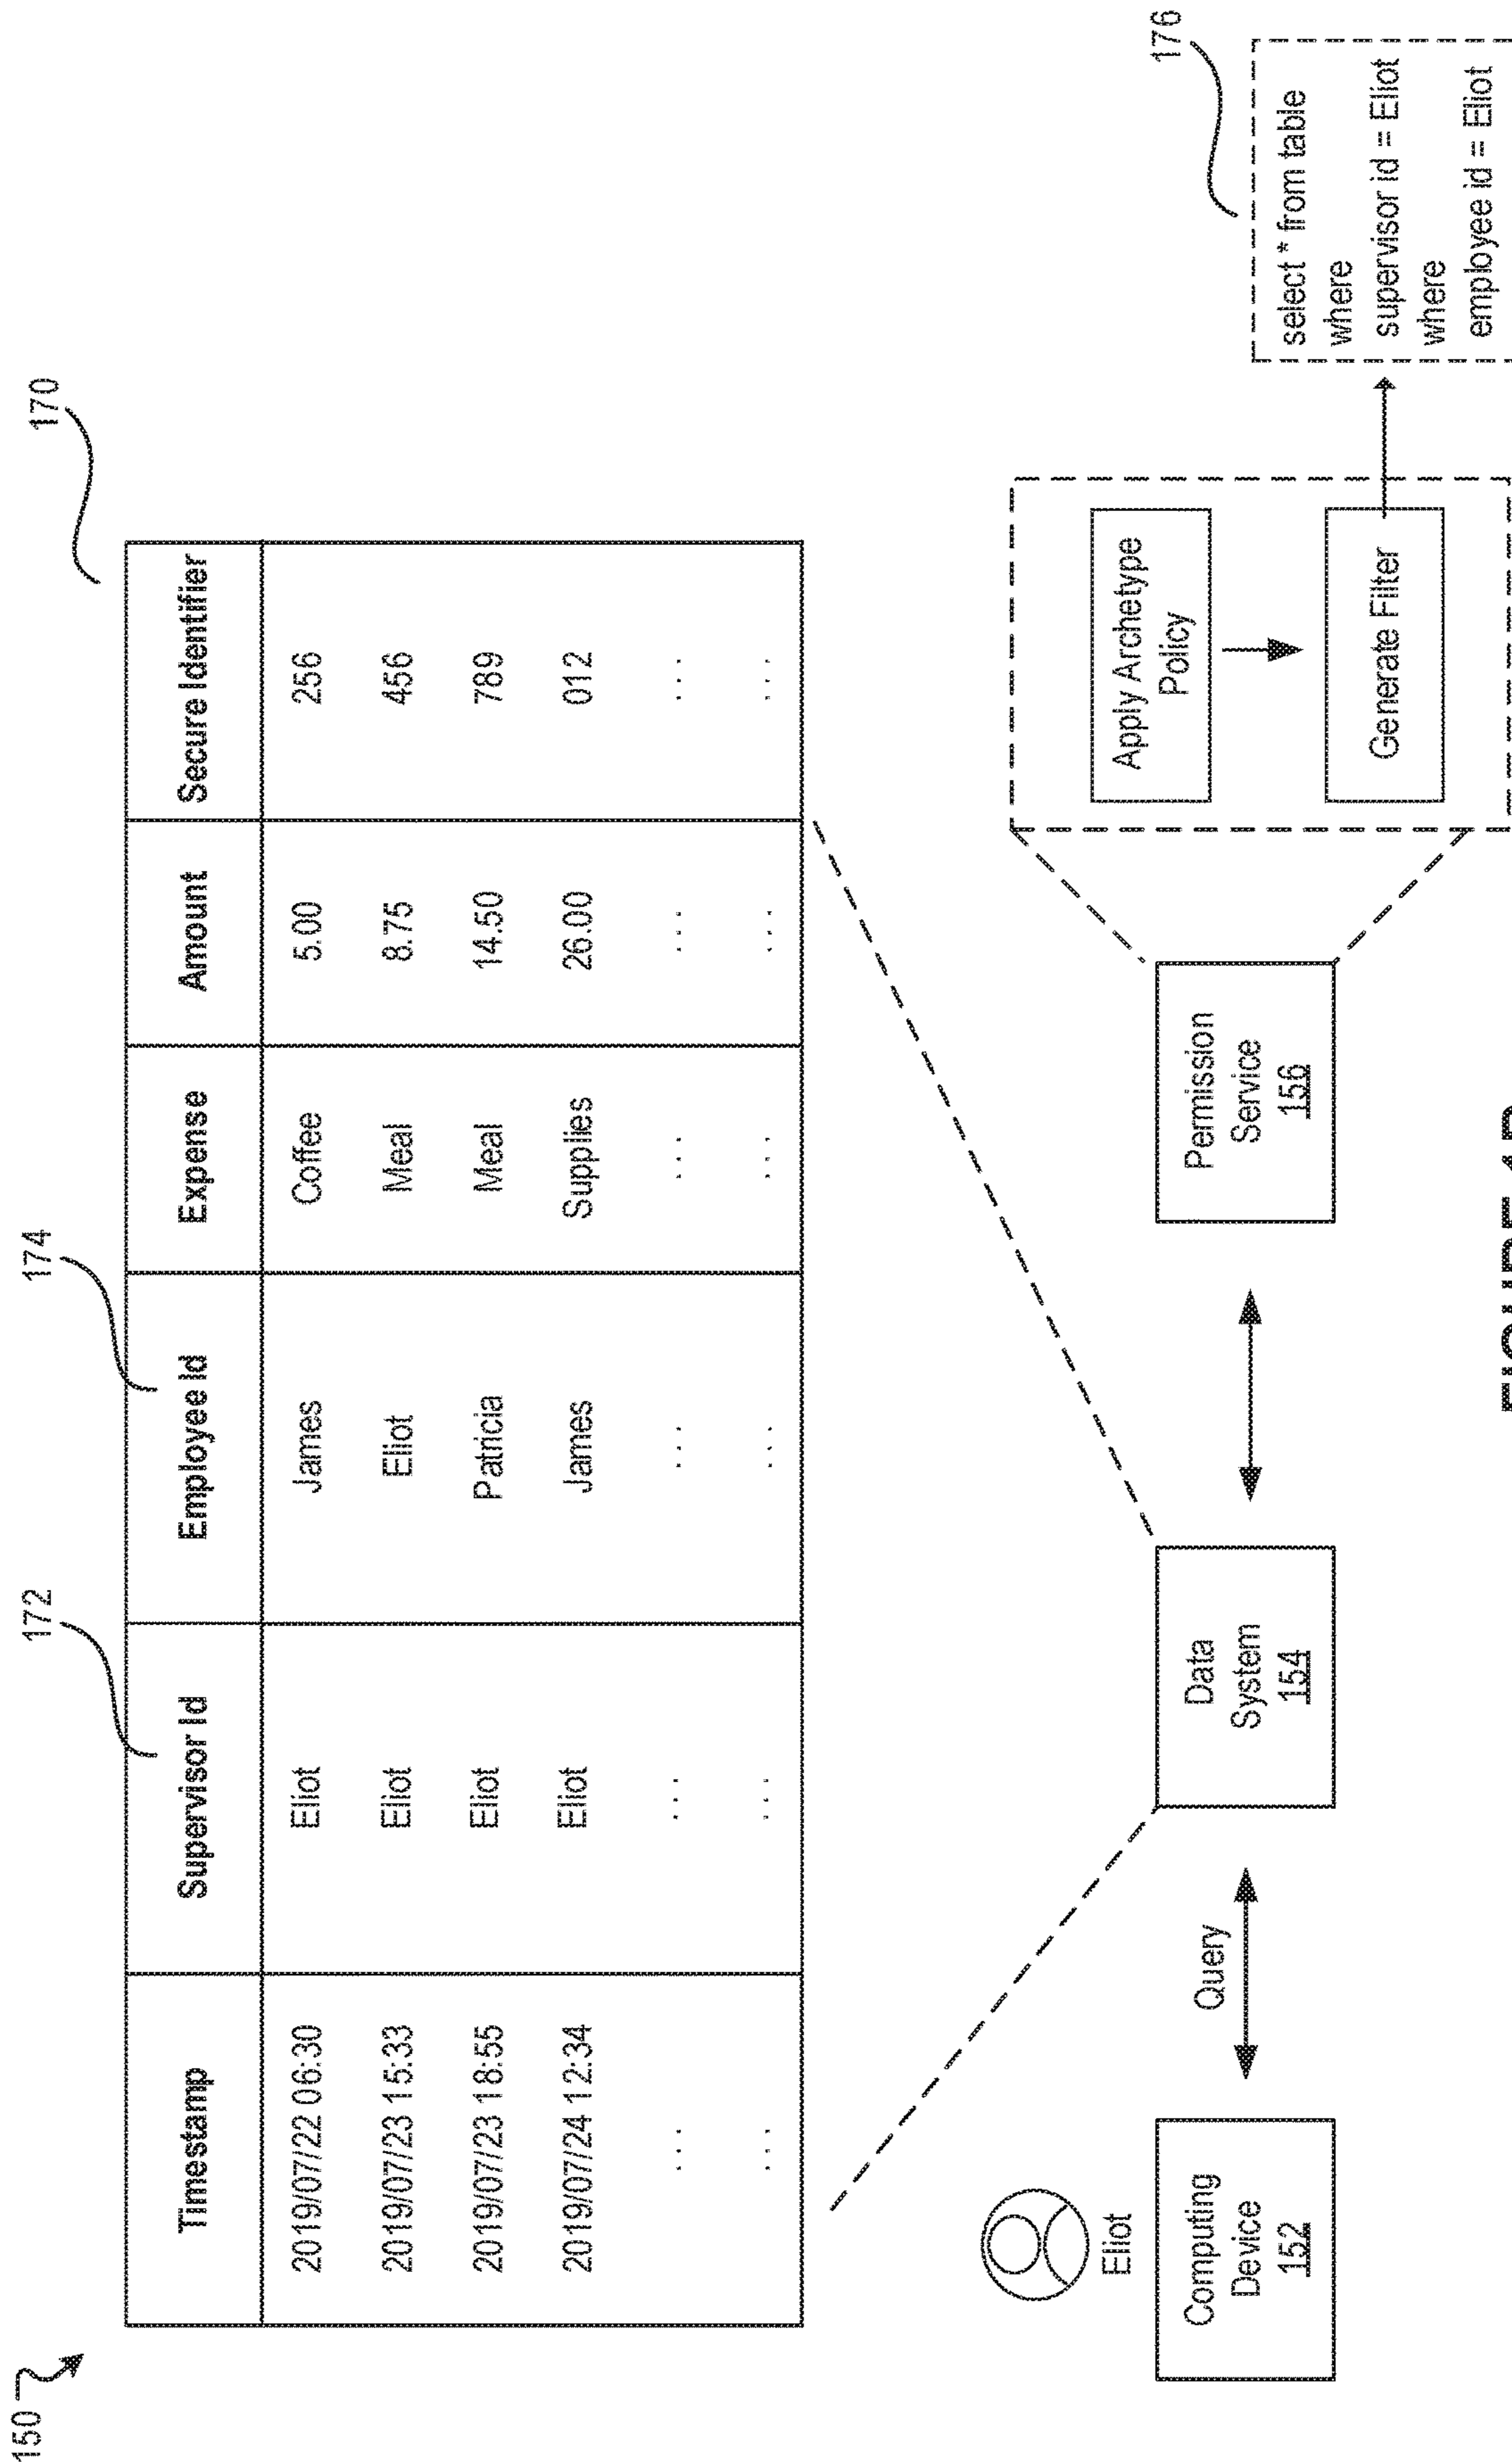 150
170
172
174
Timestamp Supervisor Id Employee Id Expense Amount Secure Identifier
2019/07/22 06:30 Eliot James Coffee 5.00 256
2019/07/23 15:33 Eliot Eliot Meal 8.75 456
2019/07/23 18:55 Eliot Patricia Meal 14.50 789
2019/07/24 12:34 Eliot James Supplies 26.00 012
... ... ... ... ... ...
... ... ... ... ... ...
Eliot
Computing
Device
152
Query
Data
System
154
Permission
Service
156
Apply Archetype
Policy
Generate Filter
176
select * from table
where
supervisor id = Eliot
where
employee id = Eliot